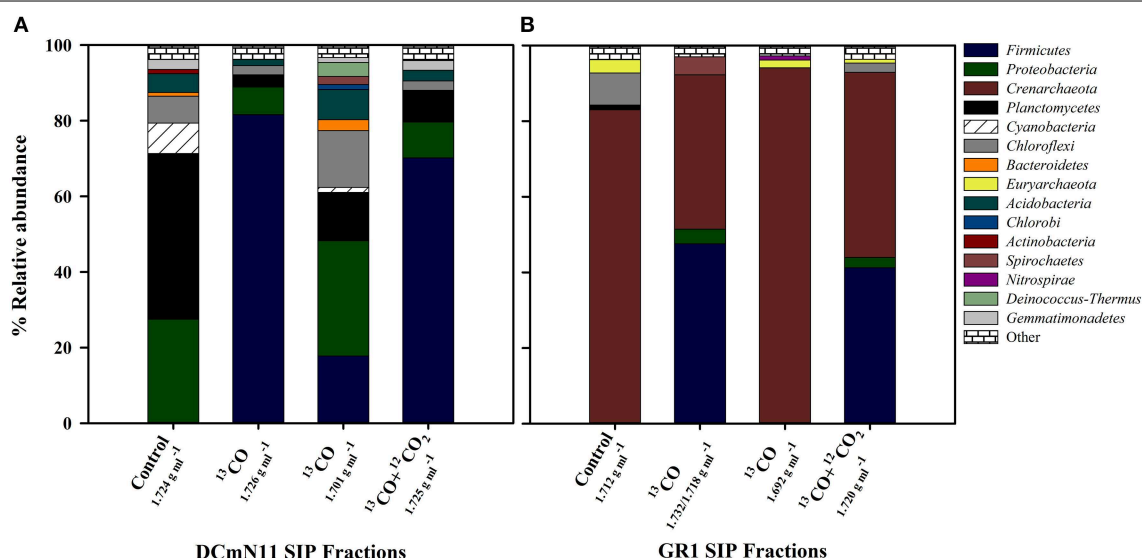 A
B
% Relative abundance
100
80
60
40
20
0
Control
1.724 g ml⁻¹
¹³CO
1.726 g ml⁻¹
¹³CO
1.701 g ml⁻¹
¹³CO+¹²CO₂
1.725 g ml⁻¹
DCmN11 SIP Fractions
Control
1.712 g ml⁻¹
¹³CO
1.732/1.718 g ml⁻¹
¹³CO
1.692 g ml⁻¹
¹³CO+¹²CO₂
1.720 g ml⁻¹
GR1 SIP Fractions
Firmicutes
Proteobacteria
Crenarchaeota
Planctomycetes
Cyanobacteria
Chloroflexi
Bacteroidetes
Euryarchaeota
Acidobacteria
Chlorobi
Actinobacteria
Spirochaetes
Nitrospirae
Deinococcus-Thermus
Gemmatimonadetes
Other